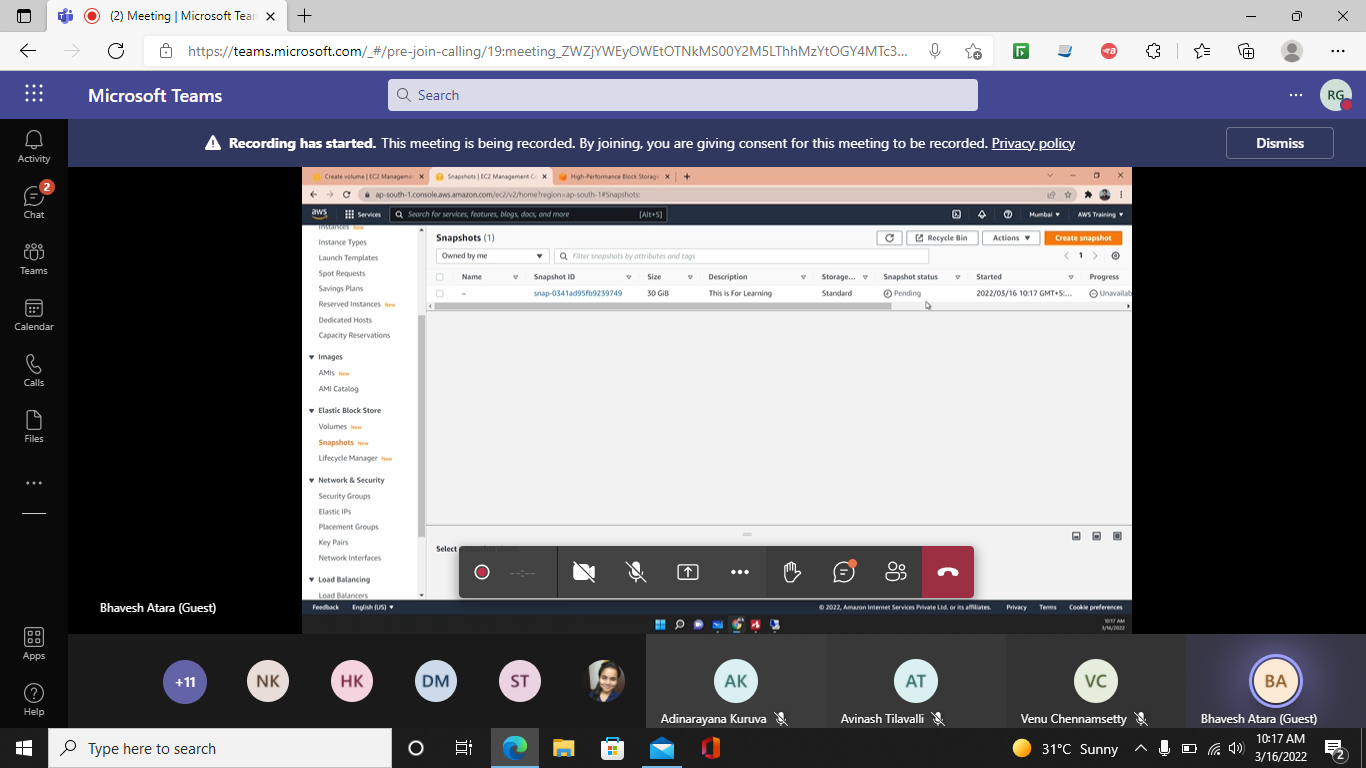 (2) Meeting | Microsoft Tear
https://teams.microsoft.com/_#/pre-join-calling/19:meeting_ZWZjYWEyOWEtOTNkMS00Y2M5LThhMzYtOGY4MTc3...
Microsoft Teams
Search
RG
Recording has started. This meeting is being recorded. By joining, you are giving consent for this meeting to be recorded. Privacy policy
Dismiss
Activity
2
Chat
Teams
Calendar
Calls
Files
Apps
Help
Create volume | EC2 Manageme
Snapshots | EC2 Management Co
High-Performance Block Storage
ap-south-1.console.aws.amazon.com/ec2/v2/home?region=ap-south-1#Snapshots:
aws
Services
Search for services, features, blogs, docs, and more
[Alt+S]
Mumbai
AWS Training
Instances New
Instance Types
Launch Templates
Spot Requests
Savings Plans
Reserved Instances New
Dedicated Hosts
Capacity Reservations
Images
AMIs New
AMI Catalog
Elastic Block Store
Volumes New
Snapshots New
Lifecycle Manager New
Network & Security
Security Groups
Elastic IPs
Placement Groups
Key Pairs
Network Interfaces
Load Balancing
Load Balancers
Snapshots (1)
Recycle Bin
Actions
Create snapshot
Owned by me
Filter snapshots by attributes and tags
1
Name Snapshot ID Size Description Storage... Snapshot status Started Progress
– snap-0341ad95fb9239749 30 GiB This is For Learning Standard Pending 2022/03/16 10:17 GMT+5:... Unavailab
Select
--:--
Feedback English (US)
© 2022, Amazon Internet Services Private Ltd. or its affiliates. Privacy Terms Cookie preferences
10:17 AM
3/16/2022
Bhavesh Atara (Guest)
+11
NK
HK
DM
ST
AK
Adinarayana Kuruva
AT
Avinash Tilavalli
VC
Venu Chennamsetty
BA
Bhavesh Atara (Guest)
Type here to search
31°C Sunny
10:17 AM
3/16/2022
2